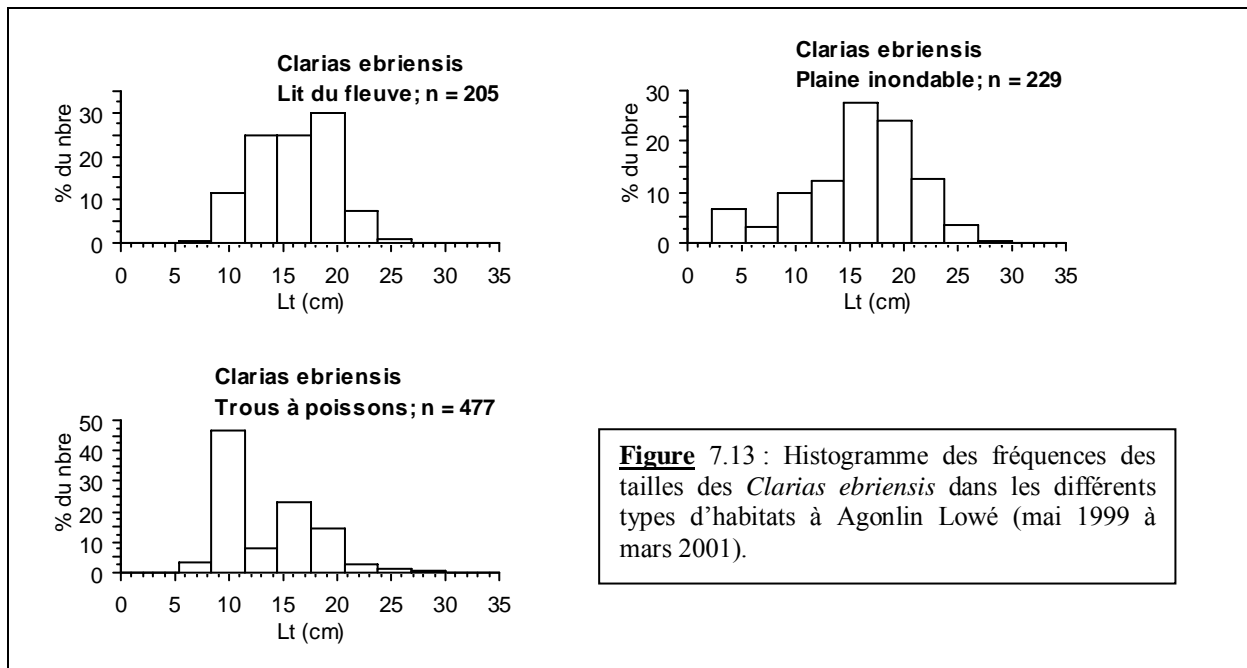 Clarias ebriensis
Lit du fleuve; n = 205
% du nbre
30
20
10
0
0 5 10 15 20 25 30 35
Lt (cm)
Clarias ebriensis
Plaine inondable; n = 229
% du nbre
30
20
10
0
0 5 10 15 20 25 30 35
Lt (cm)
Clarias ebriensis
Trous à poissons; n = 477
% du nbre
50
40
30
20
10
0
0 5 10 15 20 25 30 35
Lt (cm)
Figure 7.13 : Histogramme des fréquences des
tailles des Clarias ebriensis dans les différents
types d’habitats à Agonlin Lowé (mai 1999 à
mars 2001).